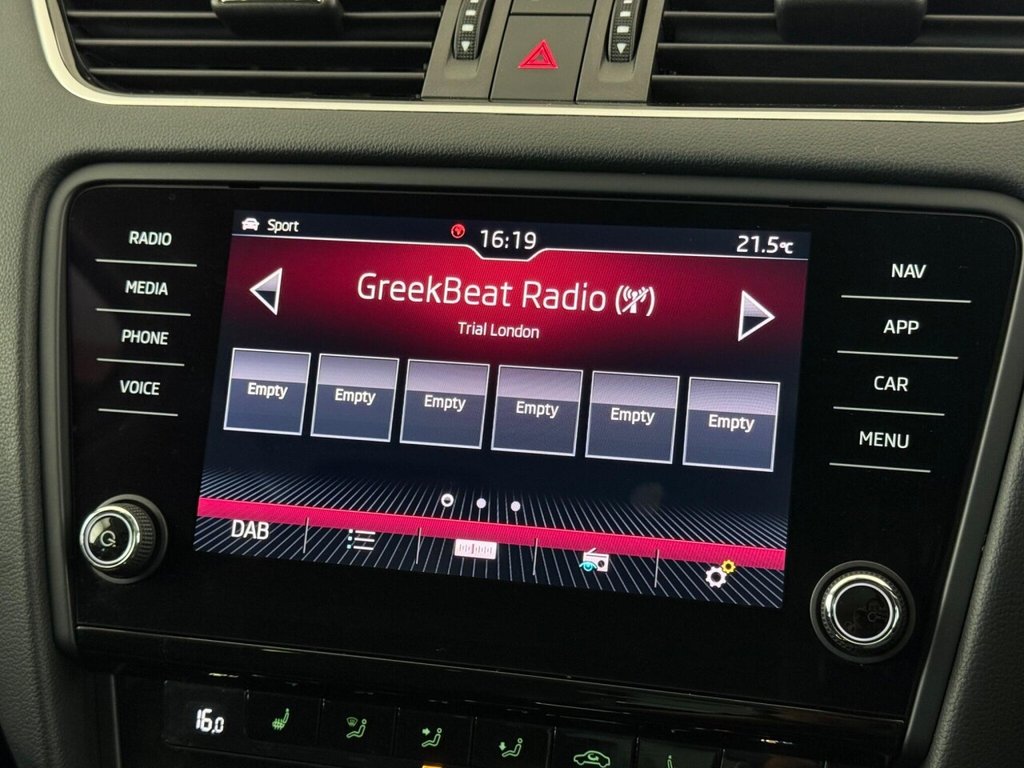 Sport
16:19
21.5°C
GreekBeat Radio
Trial London
Empty
Empty
Empty
Empty
Empty
Empty
DAB
RADIO
MEDIA
PHONE
VOICE
NAV
APP
CAR
MENU
16.0